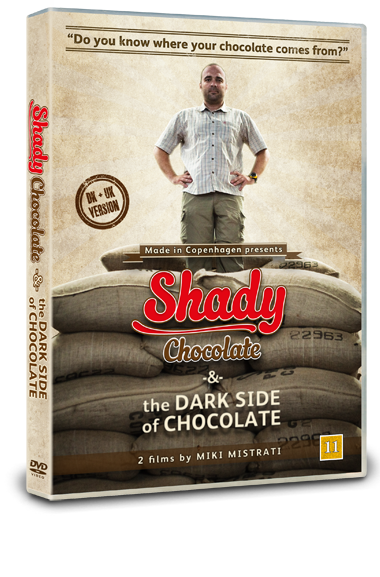 "Do you know where your chocolate comes from?"
DK + UK
VERSION
Made in Copenhagen presents
Shady
Chocolate
-&-
the DARK SIDE
of CHOCOLATE
2 films by MIKI MISTRATI
11
22963
Shady Chocolate -&- the DARK SIDE
of CHOCOLATE
DVD
VIDEO